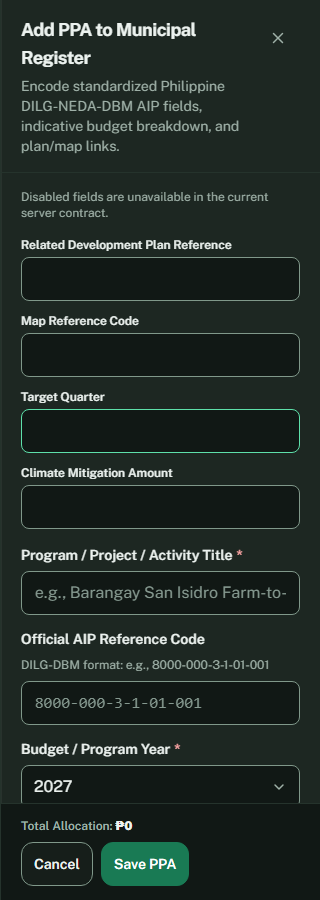 Add PPA to Municipal
Register
Encode standardized Philippine
DILG-NEDA-DBM AIP fields,
indicative budget breakdown, and
plan/map links.
Disabled fields are unavailable in the current
server contract.
Related Development Plan Reference
Map Reference Code
Target Quarter
Climate Mitigation Amount
Program / Project / Activity Title *
e.g., Barangay San Isidro Farm-to-
Official AIP Reference Code
DILG-DBM format: e.g., 8000-000-3-1-01-001
8000-000-3-1-01-001
Budget / Program Year *
2027
Total Allocation: ₱0
Cancel
Save PPA